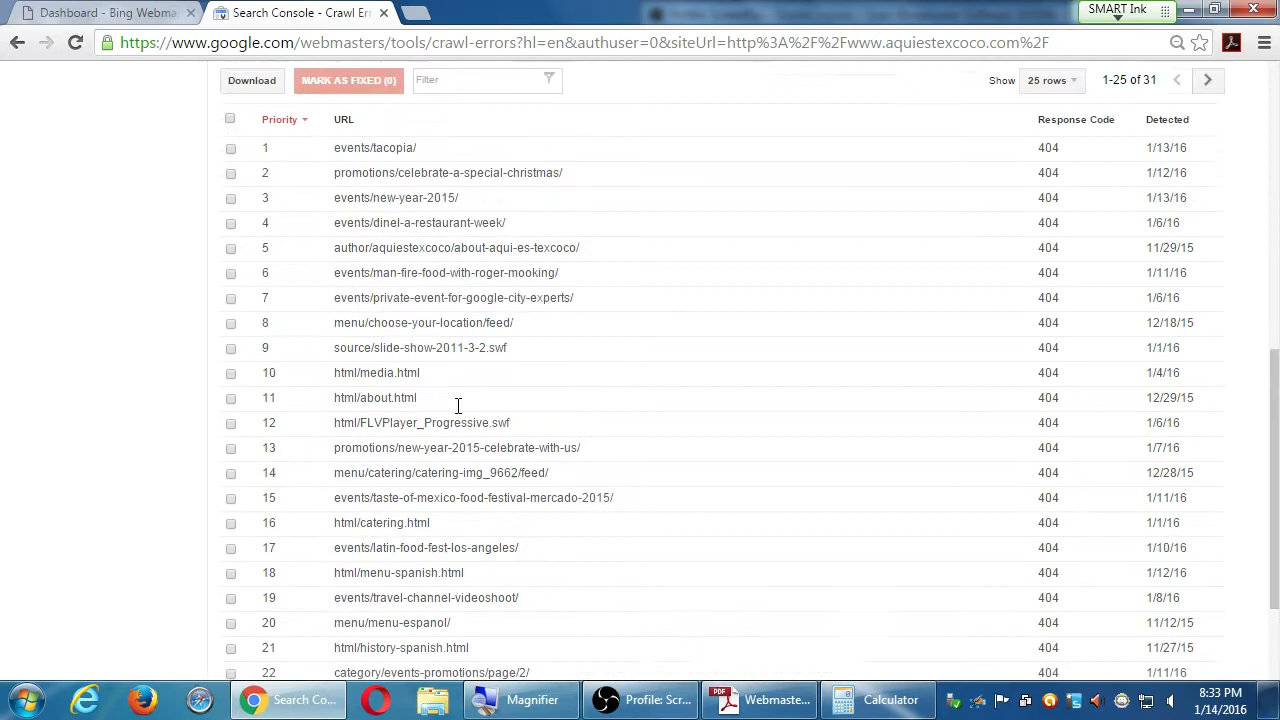 Dashboard - Bing Webma
Search Console - Crawl Err
SMART Ink
https://www.google.com/webmasters/tools/crawl-errors?hl=en&authuser=0&siteUrl=http%3A%2F%2Fwww.aquiestexcoco.com%2F
Download
MARK AS FIXED (0)
Filter
Show
25 rows
1-25 of 31
Priority URL Response Code Detected
1 events/tacopia/ 404 1/13/16
2 promotions/celebrate-a-special-christmas/ 404 1/12/16
3 events/new-year-2015/ 404 1/13/16
4 events/dinel-a-restaurant-week/ 404 1/6/16
5 author/aquiestexcoco/about-aqui-es-texcoco/ 404 11/29/15
6 events/man-fire-food-with-roger-mooking/ 404 1/11/16
7 events/private-event-for-google-city-experts/ 404 1/6/16
8 menu/choose-your-location/feed/ 404 12/18/15
9 source/slide-show-2011-3-2.swf 404 1/1/16
10 html/media.html 404 1/4/16
11 html/about.html 404 12/29/15
12 html/FLVPlayer_Progressive.swf 404 1/6/16
13 promotions/new-year-2015-celebrate-with-us/ 404 1/7/16
14 menu/catering/catering-img_9662/feed/ 404 12/28/15
15 events/taste-of-mexico-food-festival-mercado-2015/ 404 1/11/16
16 html/catering.html 404 1/1/16
17 events/latin-food-fest-los-angeles/ 404 1/10/16
18 html/menu-spanish.html 404 1/12/16
19 events/travel-channel-videoshoot/ 404 1/8/16
20 menu/menu-espanol/ 404 11/12/15
21 html/history-spanish.html 404 11/27/15
22 category/events-promotions/page/2/ 404 1/11/16
Search Co...
Magnifier
Profile: Scr...
PDF
Webmaste...
Calculator
8:33 PM
1/14/2016